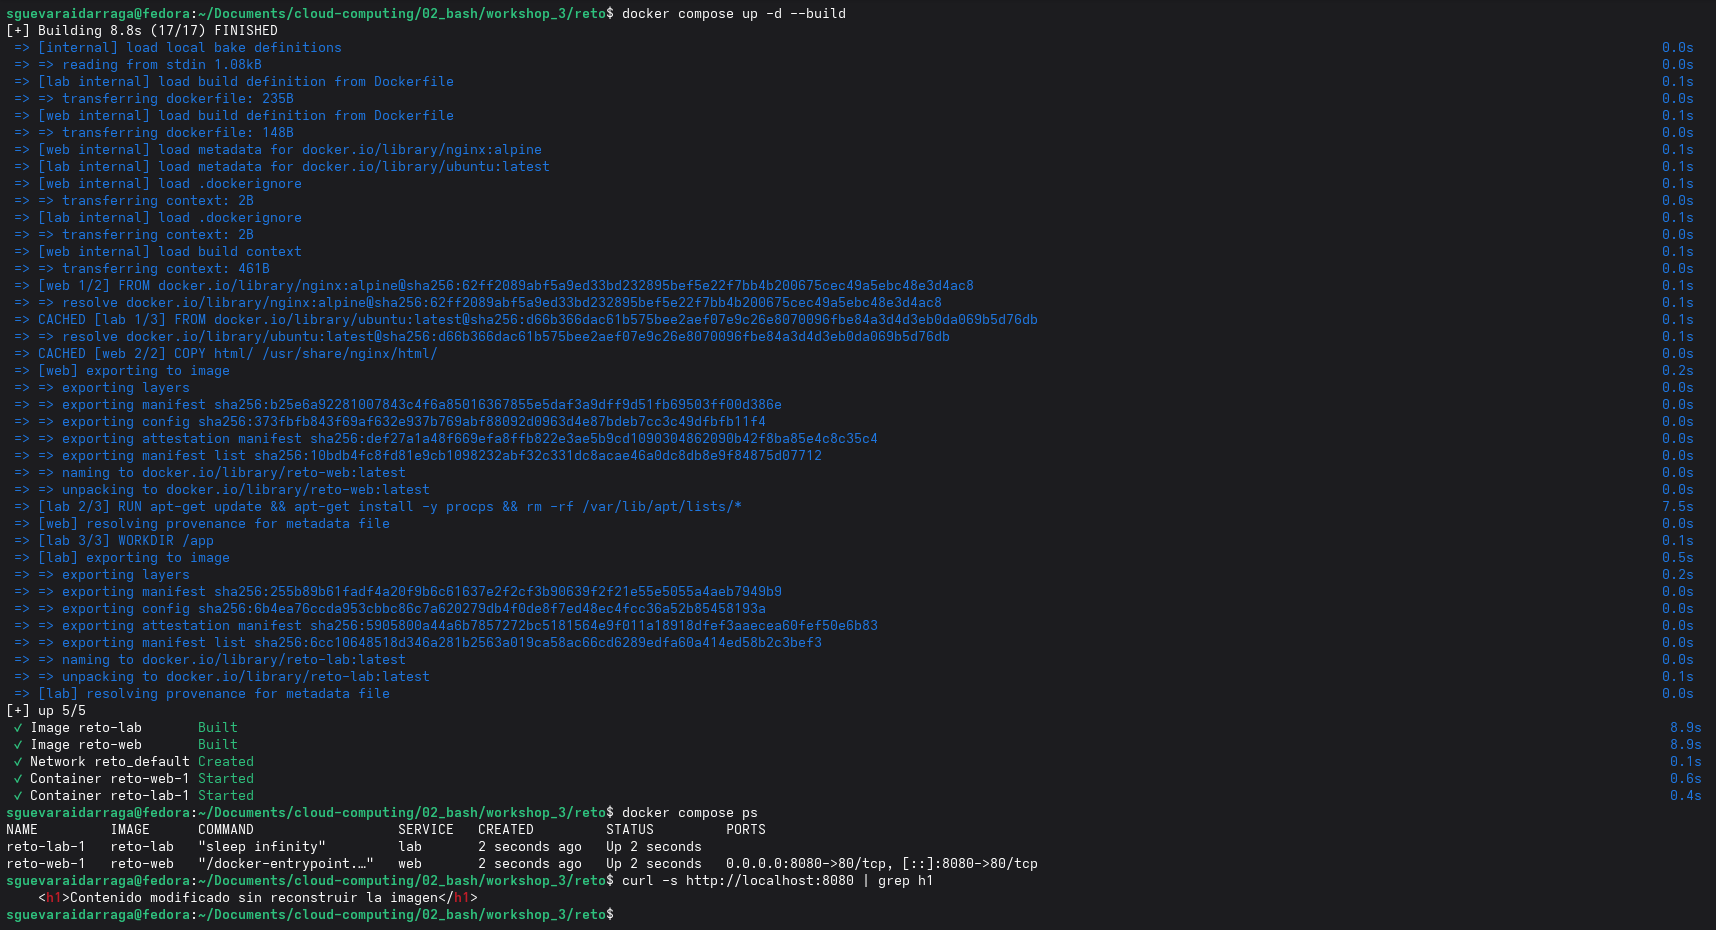 sguevaraidarraga@fedora:~/Documents/cloud-computing/02_bash/workshop_3/reto$ docker compose up -d --build
[+] Building 8.8s (17/17) FINISHED
=> [internal] load local bake definitions 0.0s
=> => reading from stdin 1.08kB 0.0s
=> [lab internal] load build definition from Dockerfile 0.1s
=> => transferring dockerfile: 235B 0.0s
=> [web internal] load build definition from Dockerfile 0.1s
=> => transferring dockerfile: 148B 0.0s
=> [web internal] load metadata for docker.io/library/nginx:alpine 0.1s
=> [lab internal] load metadata for docker.io/library/ubuntu:latest 0.1s
=> [web internal] load .dockerignore 0.1s
=> => transferring context: 2B 0.0s
=> [lab internal] load .dockerignore 0.1s
=> => transferring context: 2B 0.0s
=> [web internal] load build context 0.1s
=> => transferring context: 461B 0.0s
=> [web 1/2] FROM docker.io/library/nginx:alpine@sha256:62ff2089abf5a9ed33bd232895bef5e22f7bb4b200675cec49a5ebc48e3d4ac8 0.1s
=> => resolve docker.io/library/nginx:alpine@sha256:62ff2089abf5a9ed33bd232895bef5e22f7bb4b200675cec49a5ebc48e3d4ac8 0.1s
=> CACHED [lab 1/3] FROM docker.io/library/ubuntu:latest@sha256:d66b366dac61b575bee2aef07e9c26e8070096fbe84a3d4d3eb0da069b5d76db 0.1s
=> => resolve docker.io/library/ubuntu:latest@sha256:d66b366dac61b575bee2aef07e9c26e8070096fbe84a3d4d3eb0da069b5d76db 0.1s
=> CACHED [web 2/2] COPY html/ /usr/share/nginx/html/ 0.0s
=> [web] exporting to image 0.2s
=> => exporting layers 0.0s
=> => exporting manifest sha256:b25e6a92281007843c4f6a85016367855e5daf3a9dff9d51fb69503ff00d386e 0.0s
=> => exporting config sha256:373fbfb843f69af632e937b769abf88092d0963d4e87bdeb7cc3c49dfbfb11f4 0.0s
=> => exporting attestation manifest sha256:def27a1a48f669efa8ffb822e3ae5b9cd1090304862090b42f8ba85e4c8c35c4 0.0s
=> => exporting manifest list sha256:10bdb4fc8fd81e9cb1098232abf32c331dc8acae46a0dc8db8e9f84875d07712 0.0s
=> => naming to docker.io/library/reto-web:latest 0.0s
=> => unpacking to docker.io/library/reto-web:latest 0.0s
=> [lab 2/3] RUN apt-get update && apt-get install -y procps && rm -rf /var/lib/apt/lists/* 7.5s
=> [web] resolving provenance for metadata file 0.0s
=> [lab 3/3] WORKDIR /app 0.1s
=> [lab] exporting to image 0.5s
=> => exporting layers 0.2s
=> => exporting manifest sha256:255b89b61fadf4a20f9b6c61637e2f2cf3b90639f2f21e55e5055a4aeb7949b9 0.0s
=> => exporting config sha256:6b4ea76ccda953cbbc86c7a620279db4f0de8f7ed48ec4fcc36a52b85458193a 0.0s
=> => exporting attestation manifest sha256:5905800a44a6b7857272bc5181564e9f011a18918dfef3aaecea60fef50e6b83 0.0s
=> => exporting manifest list sha256:6cc10648518d346a281b2563a019ca58ac66cd6289edfa60a414ed58b2c3bef3 0.0s
=> => naming to docker.io/library/reto-lab:latest 0.0s
=> => unpacking to docker.io/library/reto-lab:latest 0.1s
=> [lab] resolving provenance for metadata file 0.0s
[+] up 5/5
✓ Image reto-lab Built 8.9s
✓ Image reto-web Built 8.9s
✓ Network reto_default Created 0.1s
✓ Container reto-web-1 Started 0.6s
✓ Container reto-lab-1 Started 0.4s
sguevaraidarraga@fedora:~/Documents/cloud-computing/02_bash/workshop_3/reto$ docker compose ps
NAME IMAGE COMMAND SERVICE CREATED STATUS PORTS
reto-lab-1 reto-lab "sleep infinity" lab 2 seconds ago Up 2 seconds
reto-web-1 reto-web "/docker-entrypoint.…" web 2 seconds ago Up 2 seconds 0.0.0.0:8080->80/tcp, [::]:8080->80/tcp
sguevaraidarraga@fedora:~/Documents/cloud-computing/02_bash/workshop_3/reto$ curl -s http://localhost:8080 | grep h1
<h1>Contenido modificado sin reconstruir la imagen</h1>
sguevaraidarraga@fedora:~/Documents/cloud-computing/02_bash/workshop_3/reto$